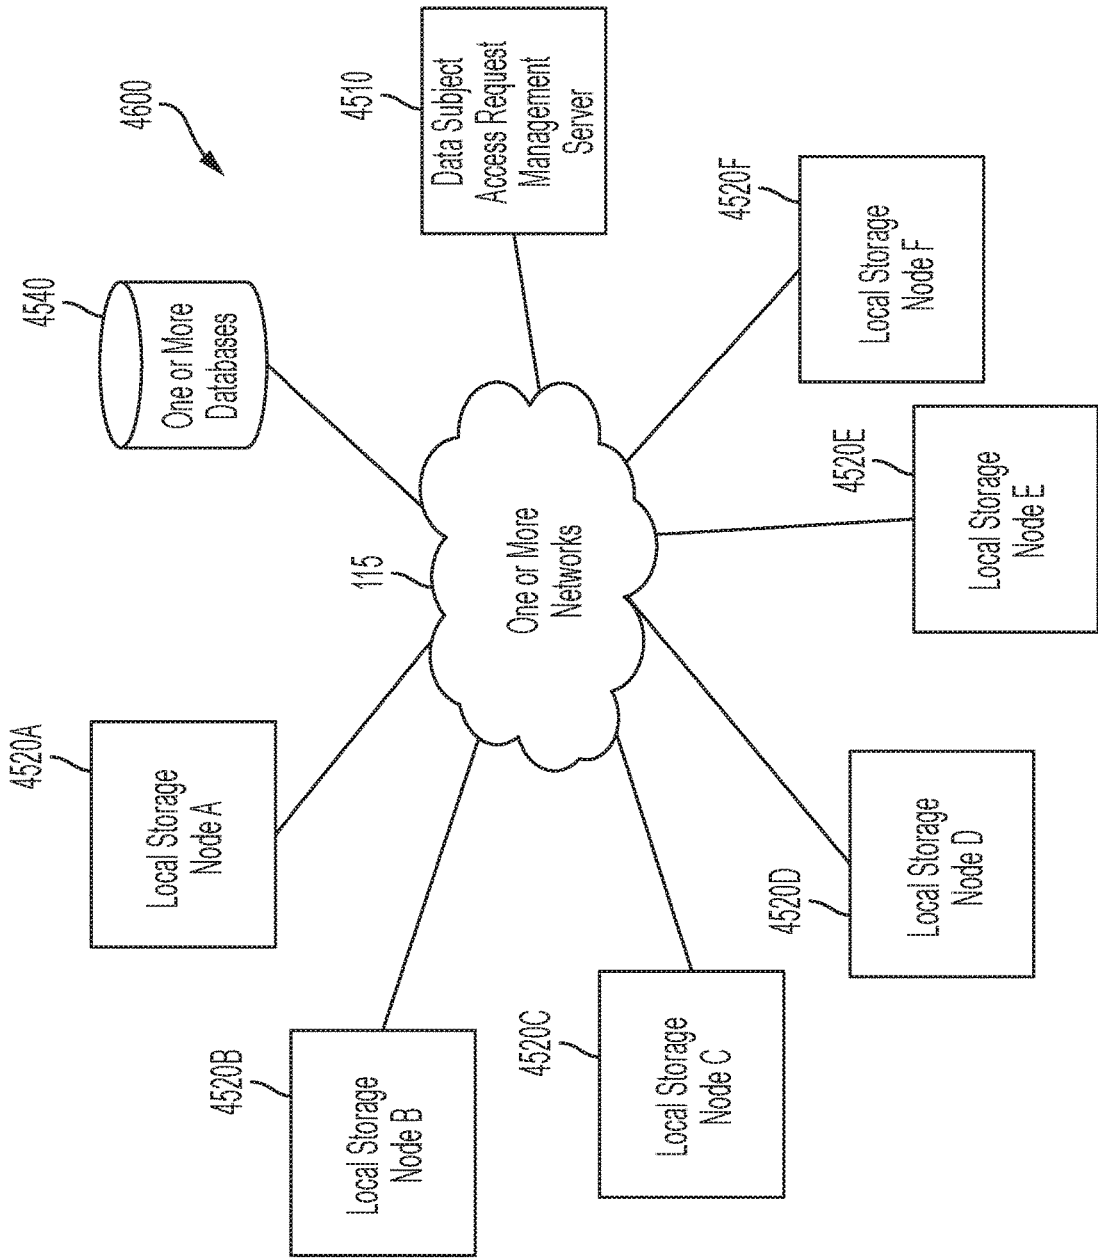 4600
4540
One or More
Databases
4510
Data Subject
Access Request
Management
Server
4520A
Local Storage
Node A
115
One or More
Networks
4520B
Local Storage
Node B
4520F
Local Storage
Node F
4520C
Local Storage
Node C
4520E
Local Storage
Node E
4520D
Local Storage
Node D